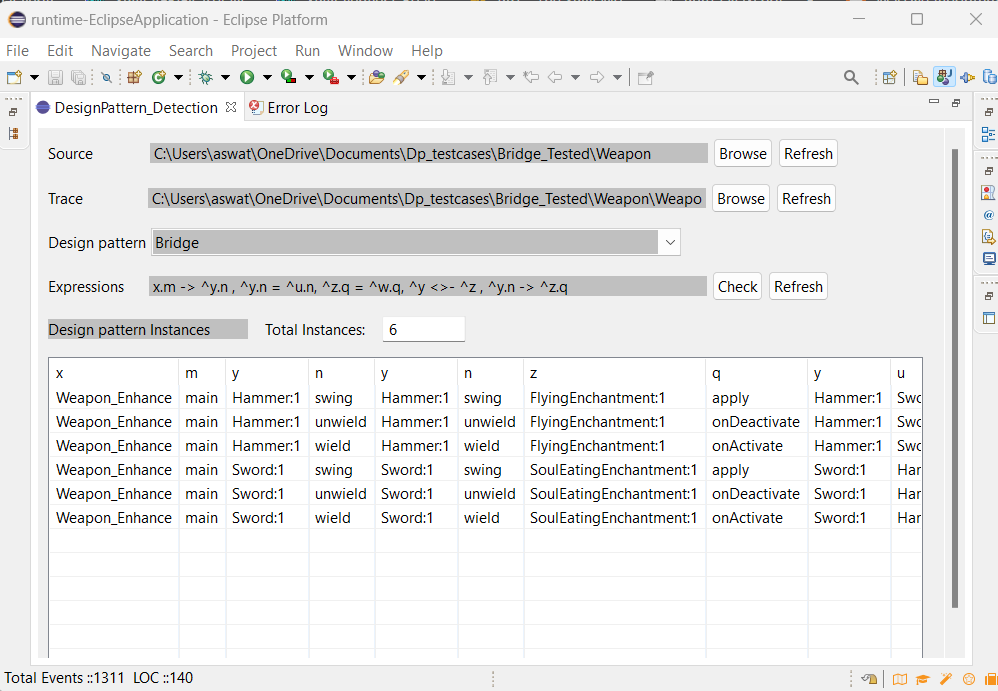 runtime-EclipseApplication - Eclipse Platform
File Edit Navigate Search Project Run Window Help
DesignPattern_Detection Error Log
Source C:\Users\aswat\OneDrive\Documents\Dp_testcases\Bridge_Tested\Weapon Browse Refresh
Trace C:\Users\aswat\OneDrive\Documents\Dp_testcases\Bridge_Tested\Weapon\Weapo Browse Refresh
Design pattern Bridge
Expressions x.m -> ^y.n , ^y.n = ^u.n, ^z.q = ^w.q, ^y <>- ^z , ^y.n -> ^z.q Check Refresh
Design pattern Instances Total Instances: 6
x m y n y n z q y u
Weapon_Enhance main Hammer:1 swing Hammer:1 swing FlyingEnchantment:1 apply Hammer:1 Swo
Weapon_Enhance main Hammer:1 unwield Hammer:1 unwield FlyingEnchantment:1 onDeactivate Hammer:1 Swo
Weapon_Enhance main Hammer:1 wield Hammer:1 wield FlyingEnchantment:1 onActivate Hammer:1 Swo
Weapon_Enhance main Sword:1 swing Sword:1 swing SoulEatingEnchantment:1 apply Sword:1 Har
Weapon_Enhance main Sword:1 unwield Sword:1 unwield SoulEatingEnchantment:1 onDeactivate Sword:1 Har
Weapon_Enhance main Sword:1 wield Sword:1 wield SoulEatingEnchantment:1 onActivate Sword:1 Har
Total Events ::1311 LOC ::140